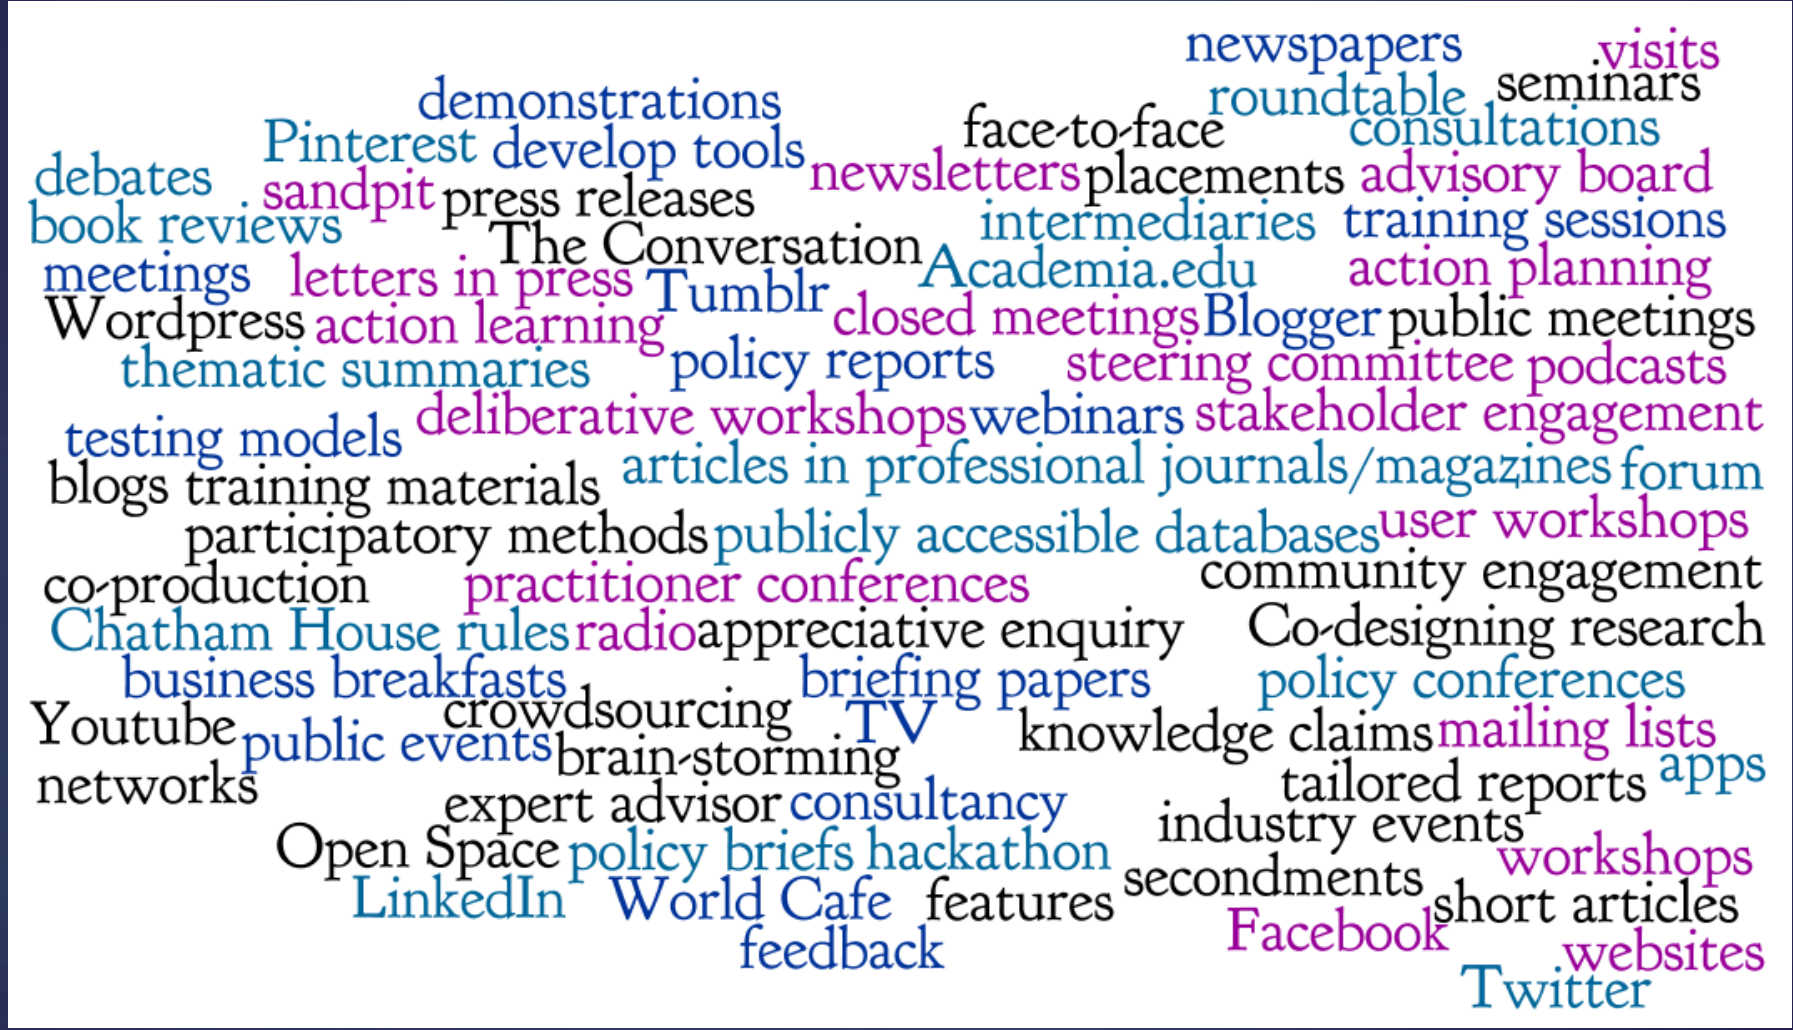 newspapers
visits
demonstrations
roundtable
seminars
Pinterest
develop tools
face-to-face
consultations
debates
sandpit
press releases
newsletters
placements
advisory board
book reviews
The Conversation
intermediaries
training sessions
meetings
letters in press
Tumblr
Academia.edu
action planning
Wordpress
action learning
closed meetings
Blogger
public meetings
thematic summaries
policy reports
steering committee
podcasts
testing models
deliberative workshops
webinars
stakeholder engagement
blogs
training materials
articles in professional journals/magazines
forum
participatory methods
publicly accessible databases
user workshops
co-production
practitioner conferences
community engagement
Chatham House rules
radio
appreciative enquiry
Co-designing research
business breakfasts
briefing papers
policy conferences
Youtube
crowdsourcing
TV
knowledge claims
mailing lists
public events
brain-storming
networks
tailored reports
apps
expert advisor
consultancy
industry events
Open Space
policy briefs
hackathon
secondments
workshops
LinkedIn
World Cafe
features
short articles
feedback
Facebook
websites
Twitter